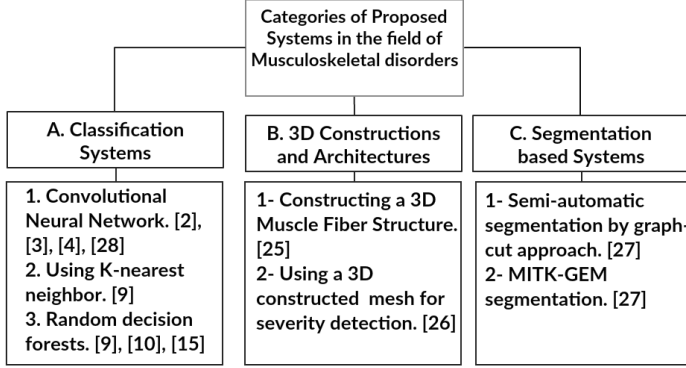 Categories of Proposed
Systems in the field of
Musculoskeletal disorders
A. Classification
Systems
B. 3D Constructions
and Architectures
C. Segmentation
based Systems
1. Convolutional
Neural Network. [2],
[3], [4], [28]
2. Using K-nearest
neighbor. [9]
3. Random decision
forests. [9], [10], [15]
1- Constructing a 3D
Muscle Fiber Structure.
[25]
2- Using a 3D
constructed mesh for
severity detection. [26]
1- Semi-automatic
segmentation by graph-
cut approach. [27]
2- MITK-GEM
segmentation. [27]